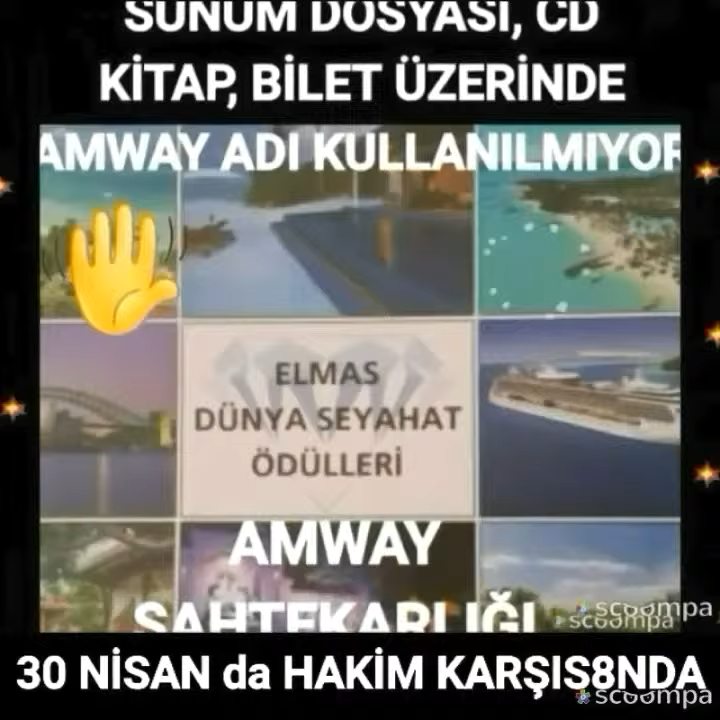 SUNUM DOSYASI, CD
KİTAP, BİLET ÜZERİNDE
AMWAY ADI KULLANILMIYOR
ELMAS
DÜNYA SEYAHAT
ÖDÜLLERİ
AMWAY
SAHTEKARLIĞI
scoompa
scoompa
30 NİSAN da HAKİM KARŞIS8NDA
scoompa